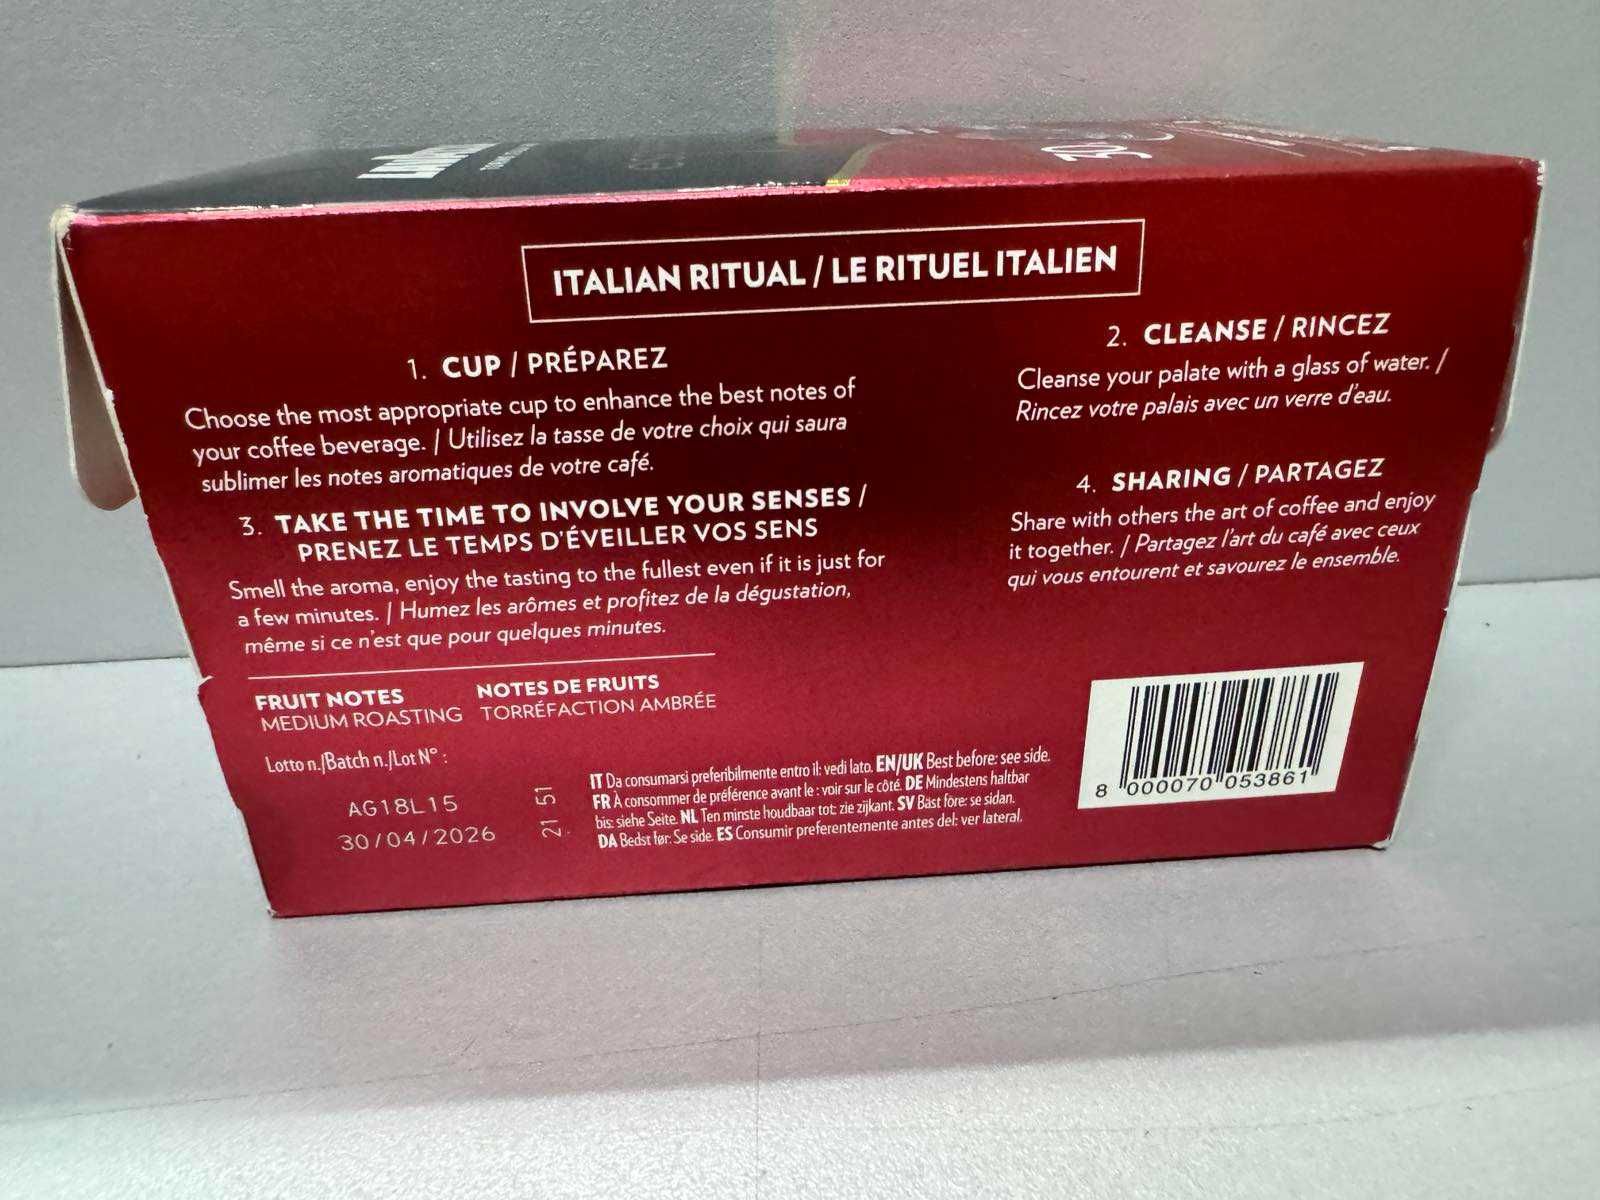 30
ITALIAN RITUAL / LE RITUEL ITALIEN
1. CUP / PRÉPAREZ
Choose the most appropriate cup to enhance the best notes of
your coffee beverage. / Utilisez la tasse de votre choix qui saura
sublimer les notes aromatiques de votre café.
2. CLEANSE / RINCEZ
Cleanse your palate with a glass of water. /
Rincez votre palais avec un verre d'eau.
3. TAKE THE TIME TO INVOLVE YOUR SENSES /
PRENEZ LE TEMPS D'ÉVEILLER VOS SENS
Smell the aroma, enjoy the tasting to the fullest even if it is just for
a few minutes. / Humez les arômes et profitez de la dégustation,
même si ce n'est que pour quelques minutes.
4. SHARING / PARTAGEZ
Share with others the art of coffee and enjoy
it together. / Partagez l'art du café avec ceux
qui vous entourent et savourez le ensemble.
FRUIT NOTES
MEDIUM ROASTING
NOTES DE FRUITS
TORRÉFACTION AMBRÉE
Lotto n./Batch n./Lot N° :
AG18L15
30/04/2026
21 51
IT Da consumarsi preferibilmente entro il: vedi lato. EN/UK Best before: see side.
FR À consommer de préférence avant le : voir sur le côté. DE Mindestens haltbar
bis: siehe Seite. NL Ten minste houdbaar tot: zie zijkant. SV Bäst före: se sidan.
DA Bedst før: Se side. ES Consumir preferentemente antes del: ver lateral.
8 000070 053861